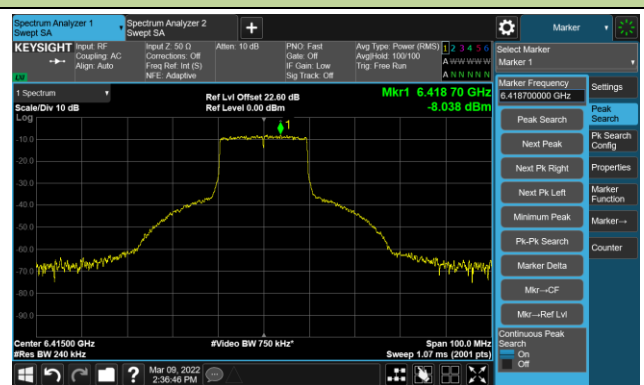 Spectrum Analyzer 1
Swept SA
Spectrum Analyzer 2
Swept SA
+
Marker
KEYSIGHT
Input: RF
Coupling: AC
Align: Auto
Input Z: 50 Ω
Corrections: Off
Freq Ref: Int (S)
NFE: Adaptive
Atten: 10 dB
PNO: Fast
Gate: Off
IF Gain: Low
Sig Track: Off
Avg Type: Power (RMS)
Avg|Hold: 100/100
Trig: Free Run
1 2 3 4 5 6
A W W W W W
A N N N N N
Select Marker
Marker 1
1 Spectrum
Scale/Div 10 dB
Log
Ref Lvl Offset 22.60 dB
Ref Level 0.00 dBm
Mkr1 6.418 70 GHz
-8.038 dBm
1
-10.0
-20.0
-30.0
-40.0
-50.0
-60.0
-70.0
-80.0
-90.0
Center 6.41500 GHz
#Res BW 240 kHz
#Video BW 750 kHz*
Span 100.0 MHz
Sweep 1.07 ms (2001 pts)
Marker Frequency
6.418700000 GHz
Peak Search
Next Peak
Next Pk Right
Next Pk Left
Minimum Peak
Pk-Pk Search
Marker Delta
Mkr→CF
Mkr→Ref Lvl
Continuous Peak
Search
On
Off
Settings
Peak
Search
Pk Search
Config
Properties
Marker
Function
Marker→
Counter
?
Mar 09, 2022
2:36:46 PM